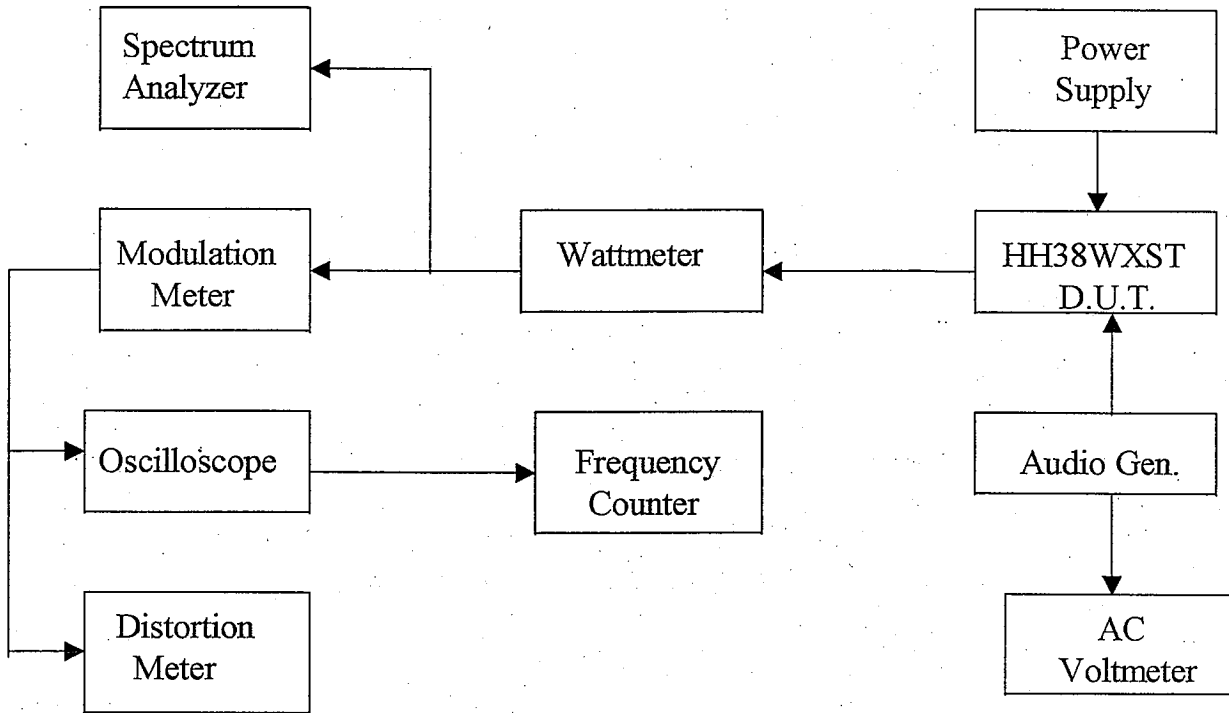 Spectrum
Analyzer
Power
Supply
Modulation
Meter
Wattmeter
HH38WXST
D.U.T.
Oscilloscope
Frequency
Counter
Audio Gen.
Distortion
Meter
AC
Voltmeter